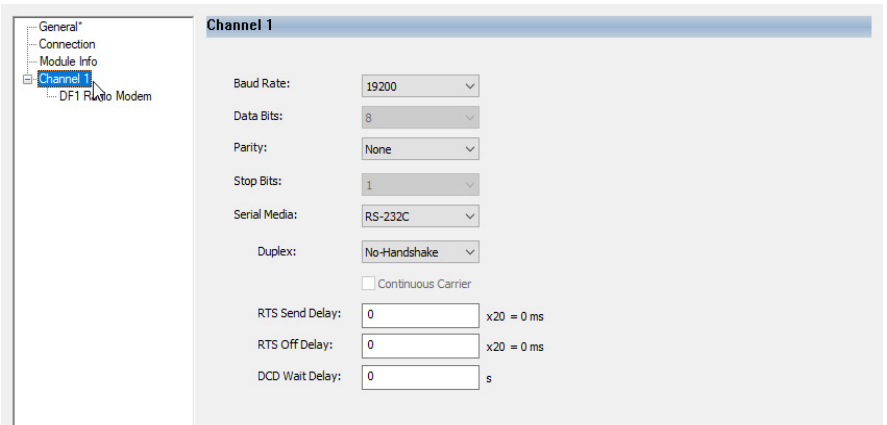 General*
Connection
Module Info
Channel 1
DF1 Radio Modem
Channel 1
Baud Rate: 19200
Data Bits: 8
Parity: None
Stop Bits: 1
Serial Media: RS-232C
Duplex: No-Handshake
Continuous Carrier
RTS Send Delay: 0 x20 = 0 ms
RTS Off Delay: 0 x20 = 0 ms
DCD Wait Delay: 0 s